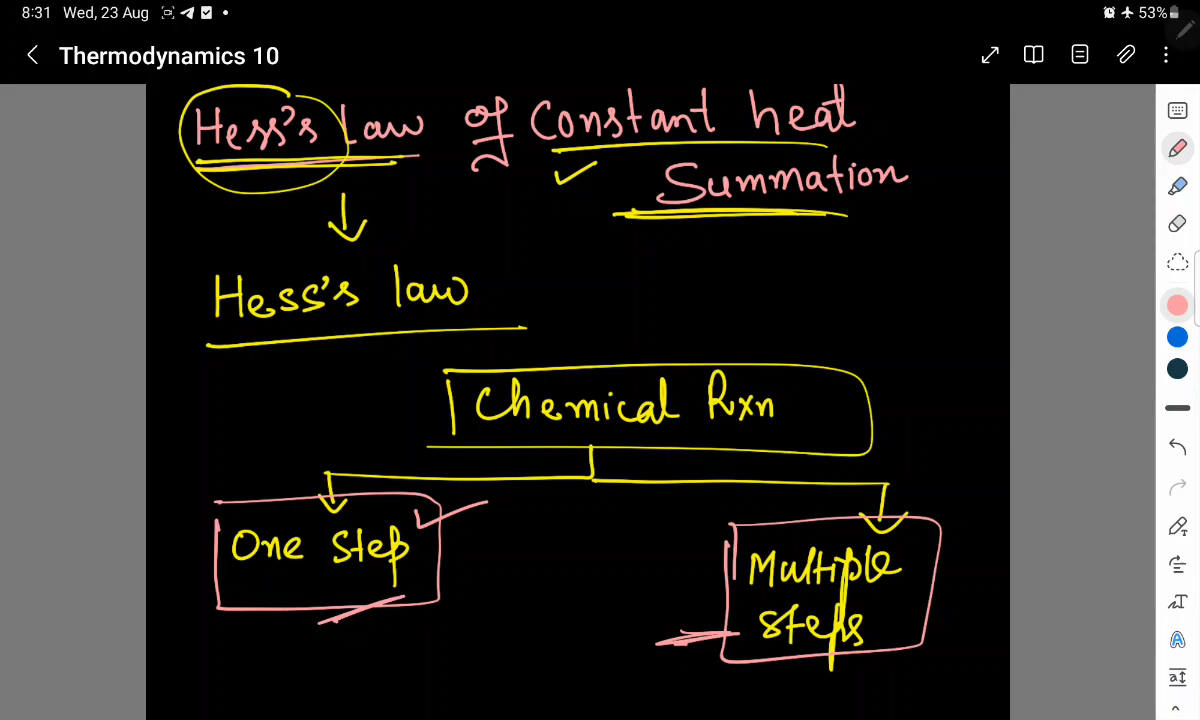 8:31 Wed, 23 Aug
53%
Thermodynamics 10
Hess's Law of Constant heat
Summation
Hess's law
Chemical Rxn
One Step
Multiple
steps